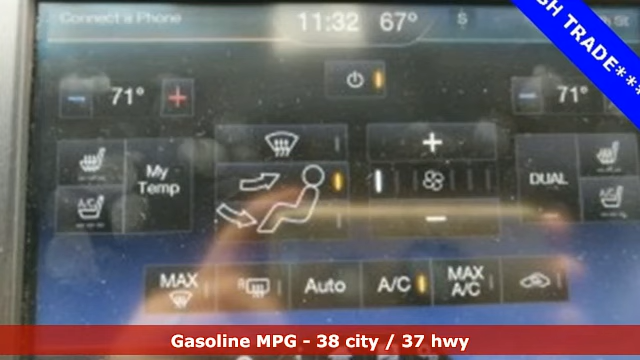 Connect a Phone
11:32 67° S
71°
71°
My
Temp
A/C
DUAL
A/C
MAX
R
Auto
A/C
MAX
A/C
TRADE***
Gasoline MPG - 38 city / 37 hwy